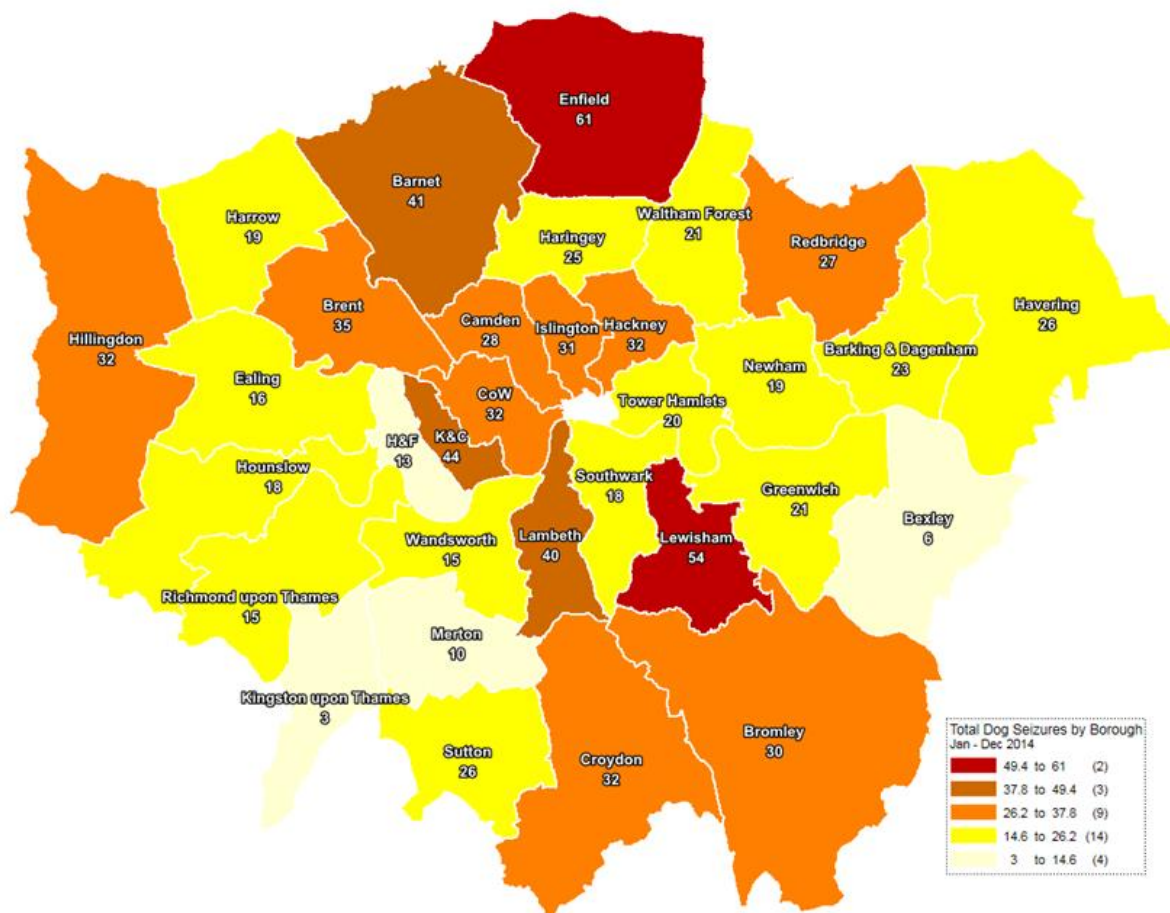 Enfield
61
Barnet
41
Harrow
19
Waltham Forest
21
Haringey
25
Redbridge
27
Havering
26
Hillingdon
32
Brent
35
Camden
28
Islington
31
Hackney
32
Barking & Dagenham
23
Newham
19
Ealing
16
CoW
32
Tower Hamlets
20
H&F
13
K&C
44
Hounslow
18
Southwark
18
Greenwich
21
Bexley
6
Wandsworth
15
Lambeth
40
Lewisham
54
Richmond upon Thames
15
Merton
10
Kingston upon Thames
3
Sutton
26
Croydon
32
Bromley
30
Total Dog Seizures by Borough
Jan - Dec 2014
49.4 to 61 (2)
37.8 to 49.4 (3)
26.2 to 37.8 (9)
14.6 to 26.2 (14)
3 to 14.6 (4)